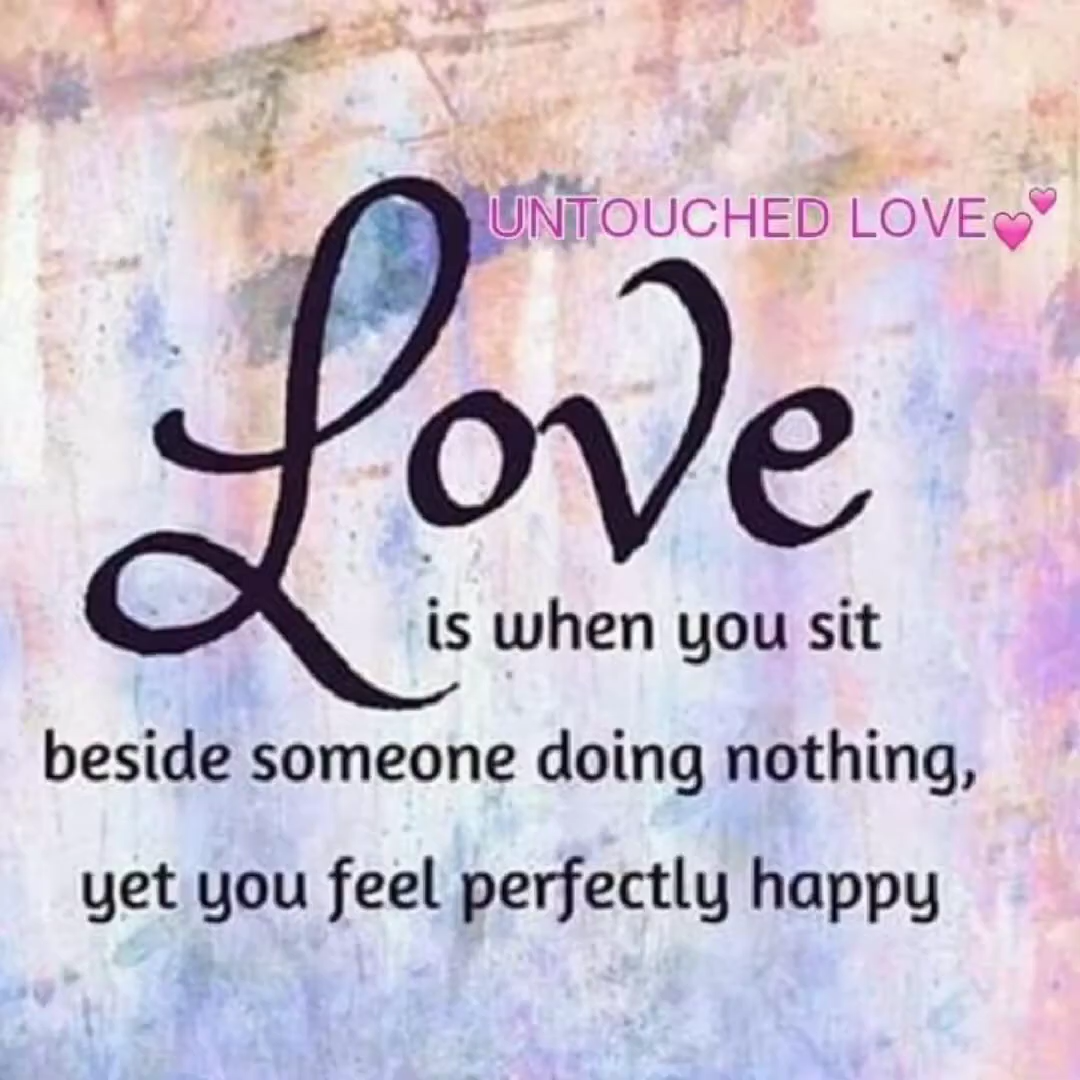 UNTOUCHED LOVE💕
Love
is when you sit
beside someone doing nothing,
yet you feel perfectly happy